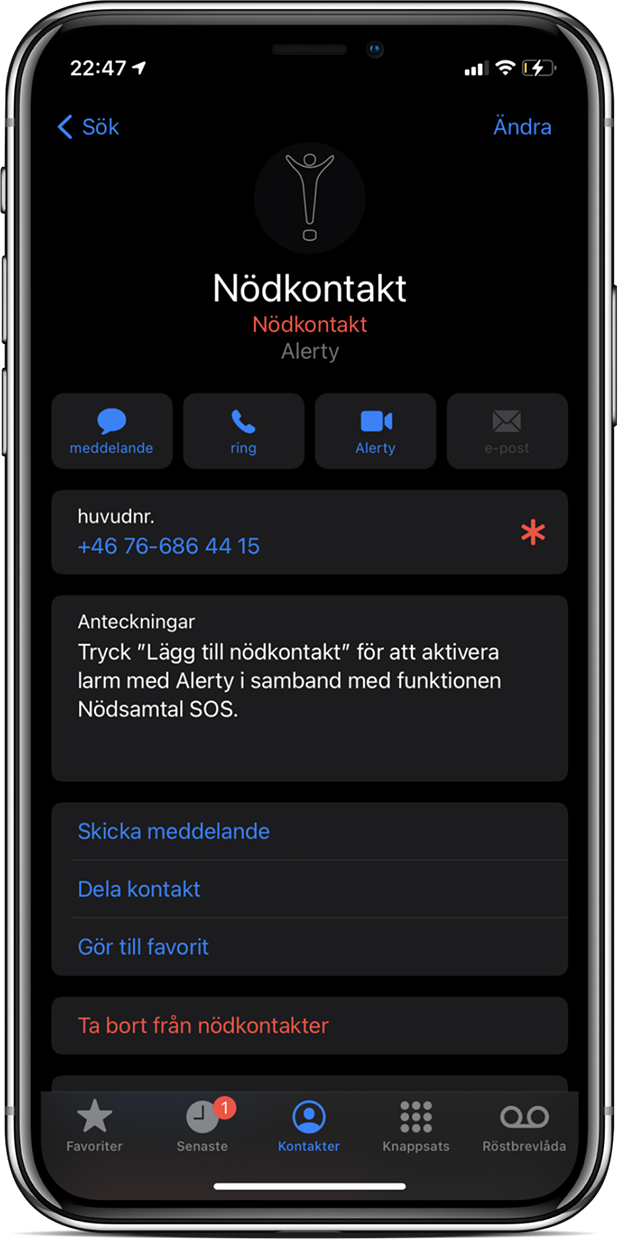 22:47
Sök
Ändra
Nödkontakt
Nödkontakt
Alerty
meddelande
ring
Alerty
e-post
huvudnr.
+46 76-686 44 15
Anteckningar
Tryck ”Lägg till nödkontakt” för att aktivera
larm med Alerty i samband med funktionen
Nödsamtal SOS.
Skicka meddelande
Dela kontakt
Gör till favorit
Ta bort från nödkontakter
1
Favoriter
Senaste
Kontakter
Knappsats
Röstbrevlåda